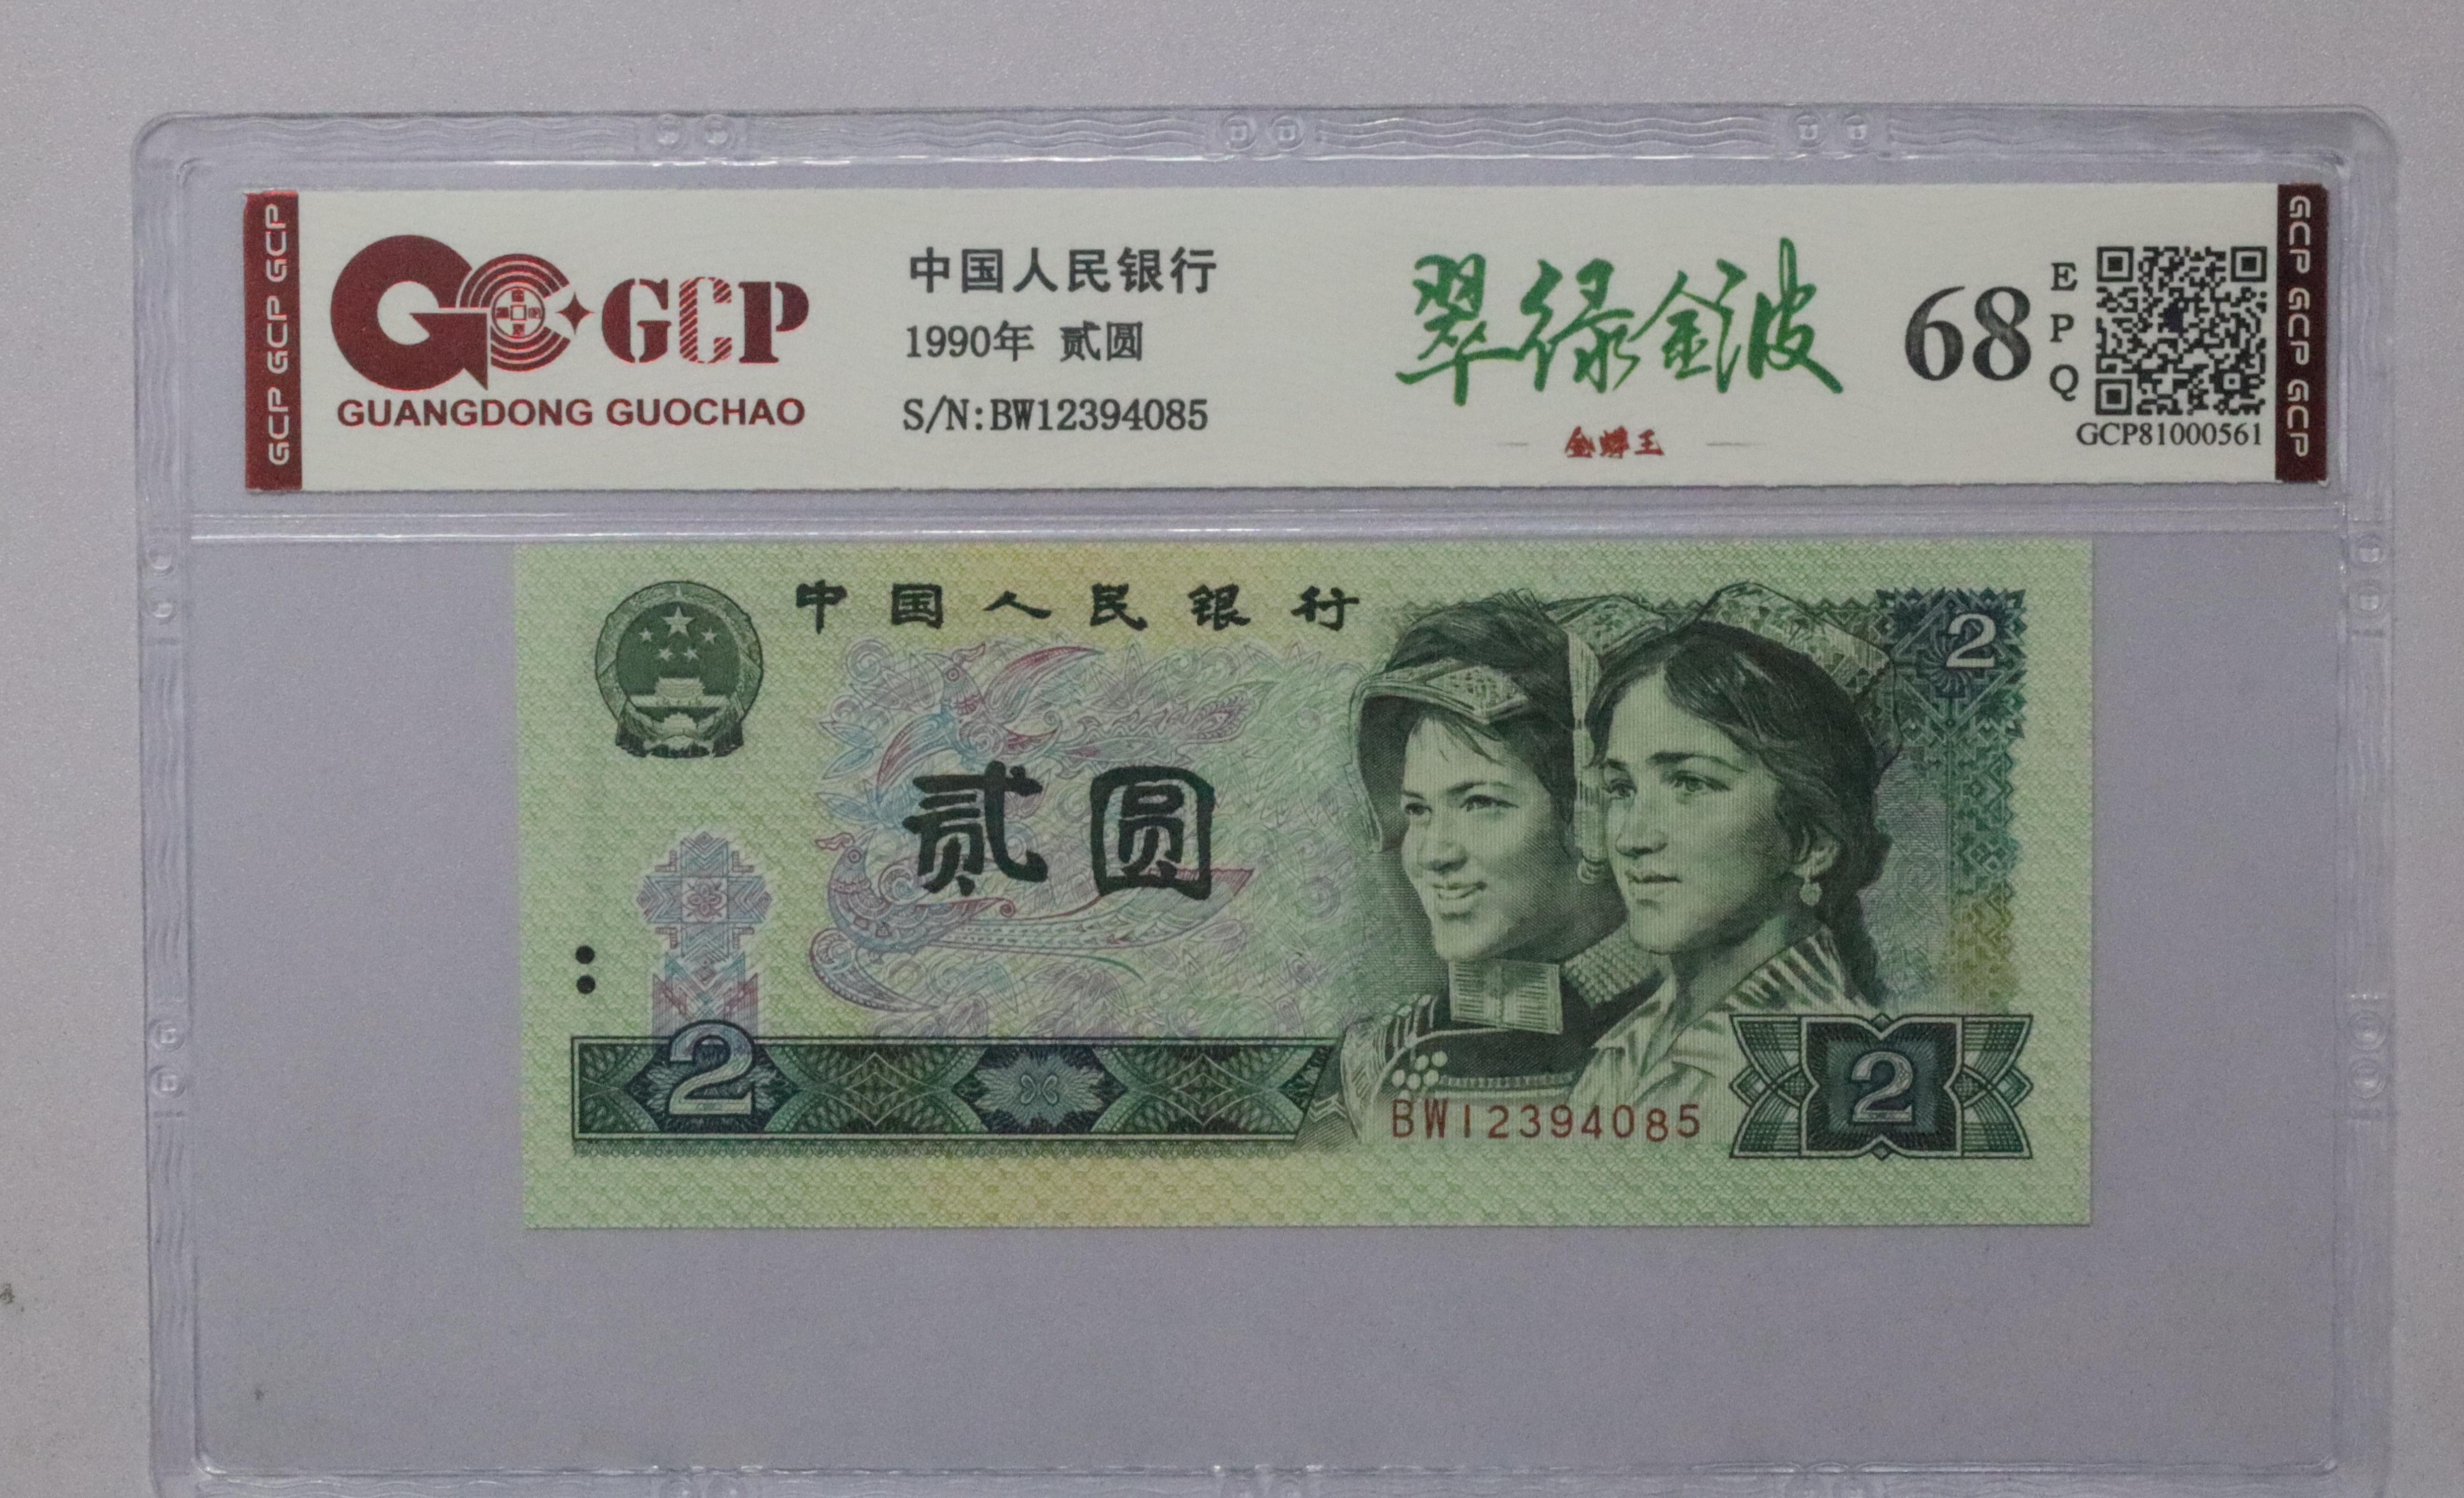 GCP GCP GCP
GCP
GUANGDONG GUOCHAO
中国人民银行
1990年 贰圆
S/N:BW12394085
翠绿金波
金蟒王
68
E
P
Q
GCP81000561
GCP GCP GCP
中国人民银行
2
贰圆
2
BW12394085
2